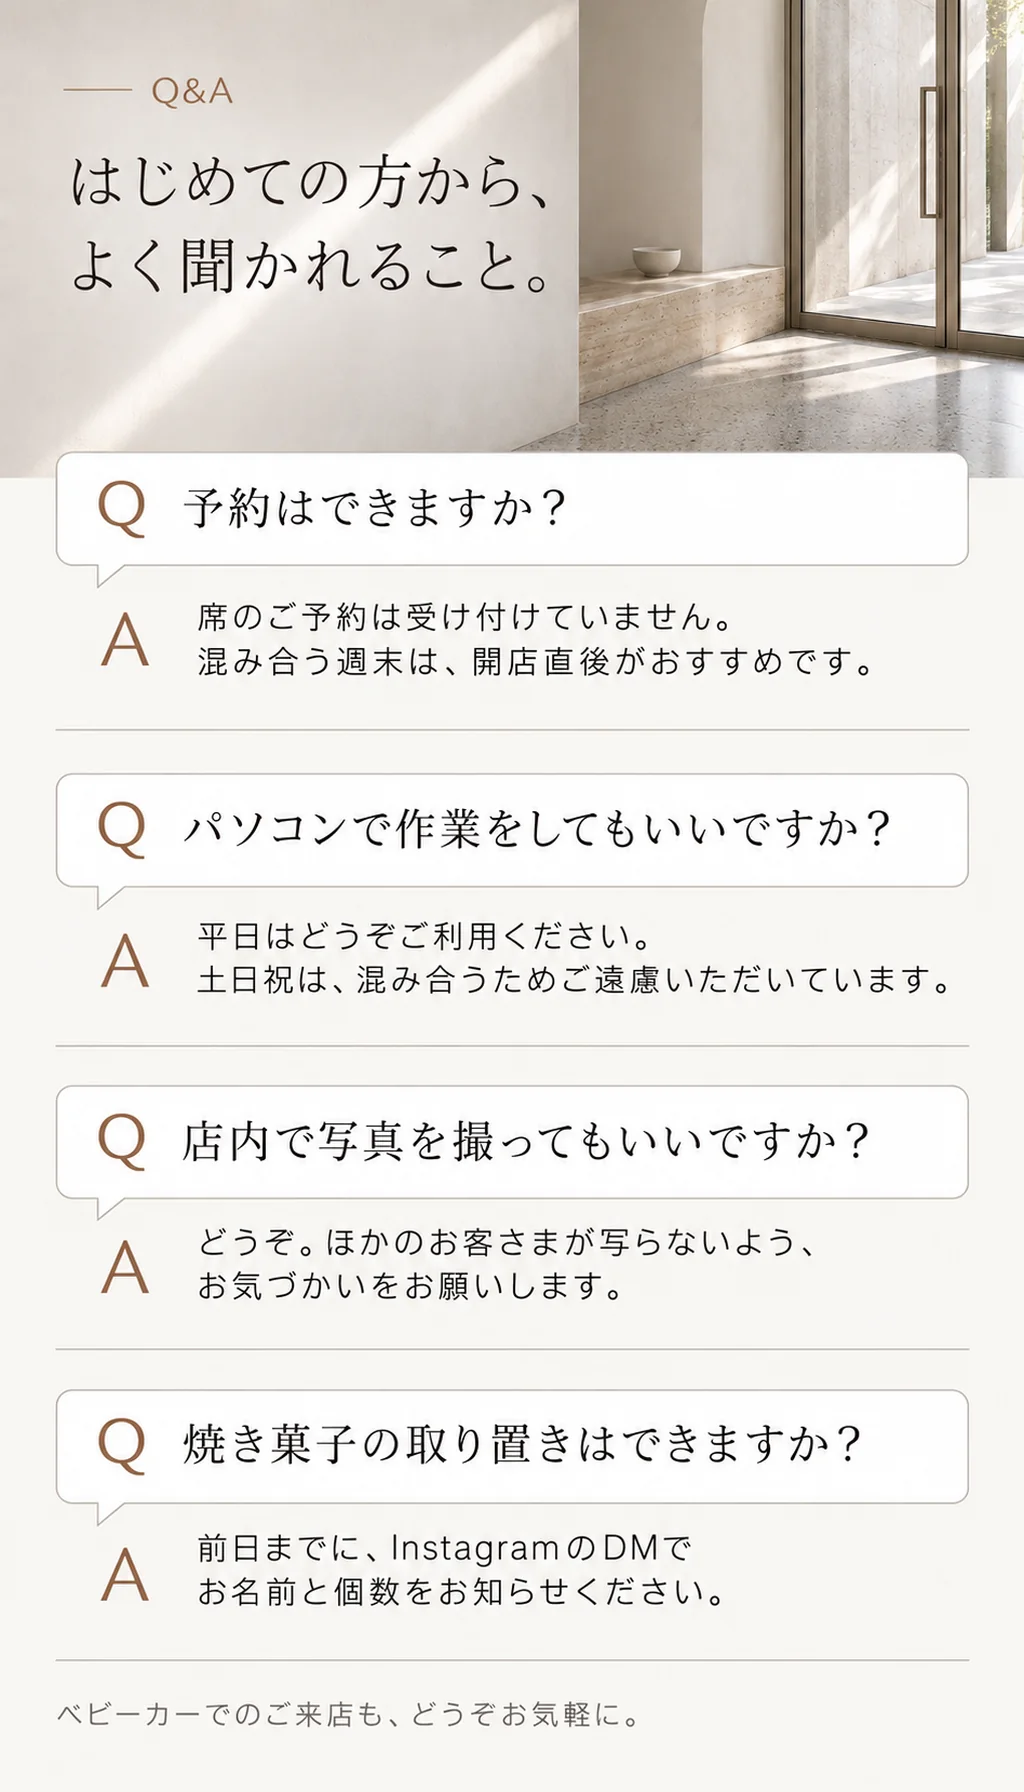 Q&A
はじめての方から、
よく聞かれること。
Q 予約はできますか？
A 席のご予約は受け付けていません。
混み合う週末は、開店直後がおすすめです。
Q パソコンで作業をしてもいいですか？
A 平日はどうぞご利用ください。
土日祝は、混み合うためご遠慮いただいています。
Q 店内で写真を撮ってもいいですか？
A どうぞ。ほかのお客さまが写らないよう、
お気づかいをお願いします。
Q 焼き菓子の取り置きはできますか？
A 前日までに、InstagramのDMで
お名前と個数をお知らせください。
ベビーカーでのご来店も、どうぞお気軽に。